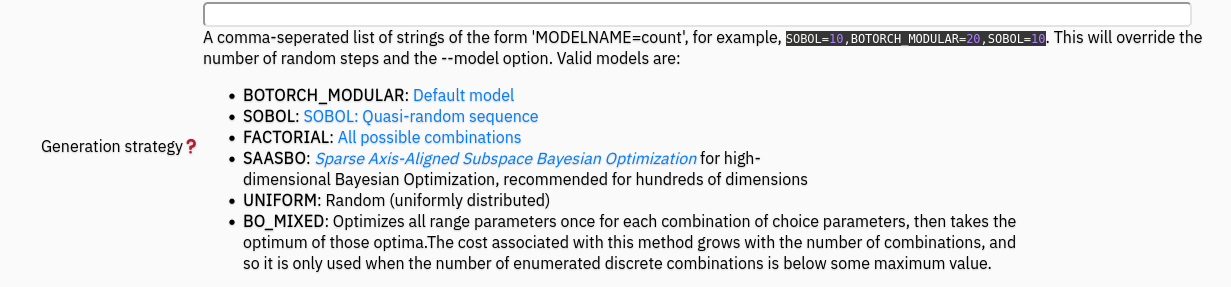 A comma-seperated list of strings of the form 'MODELNAME=count', for example, SOBOL=10,BOTORCH_MODULAR=20,SOBOL=10. This will override the
number of random steps and the --model option. Valid models are:
• BOTORCH_MODULAR: Default model
• SOBOL: SOBOL: Quasi-random sequence
• FACTORIAL: All possible combinations
Generation strategy ?
• SAASBO: Sparse Axis-Aligned Subspace Bayesian Optimization for high-
dimensional Bayesian Optimization, recommended for hundreds of dimensions
• UNIFORM: Random (uniformly distributed)
• BO_MIXED: Optimizes all range parameters once for each combination of choice parameters, then takes the
optimum of those optima.The cost associated with this method grows with the number of combinations, and
so it is only used when the number of enumerated discrete combinations is below some maximum value.